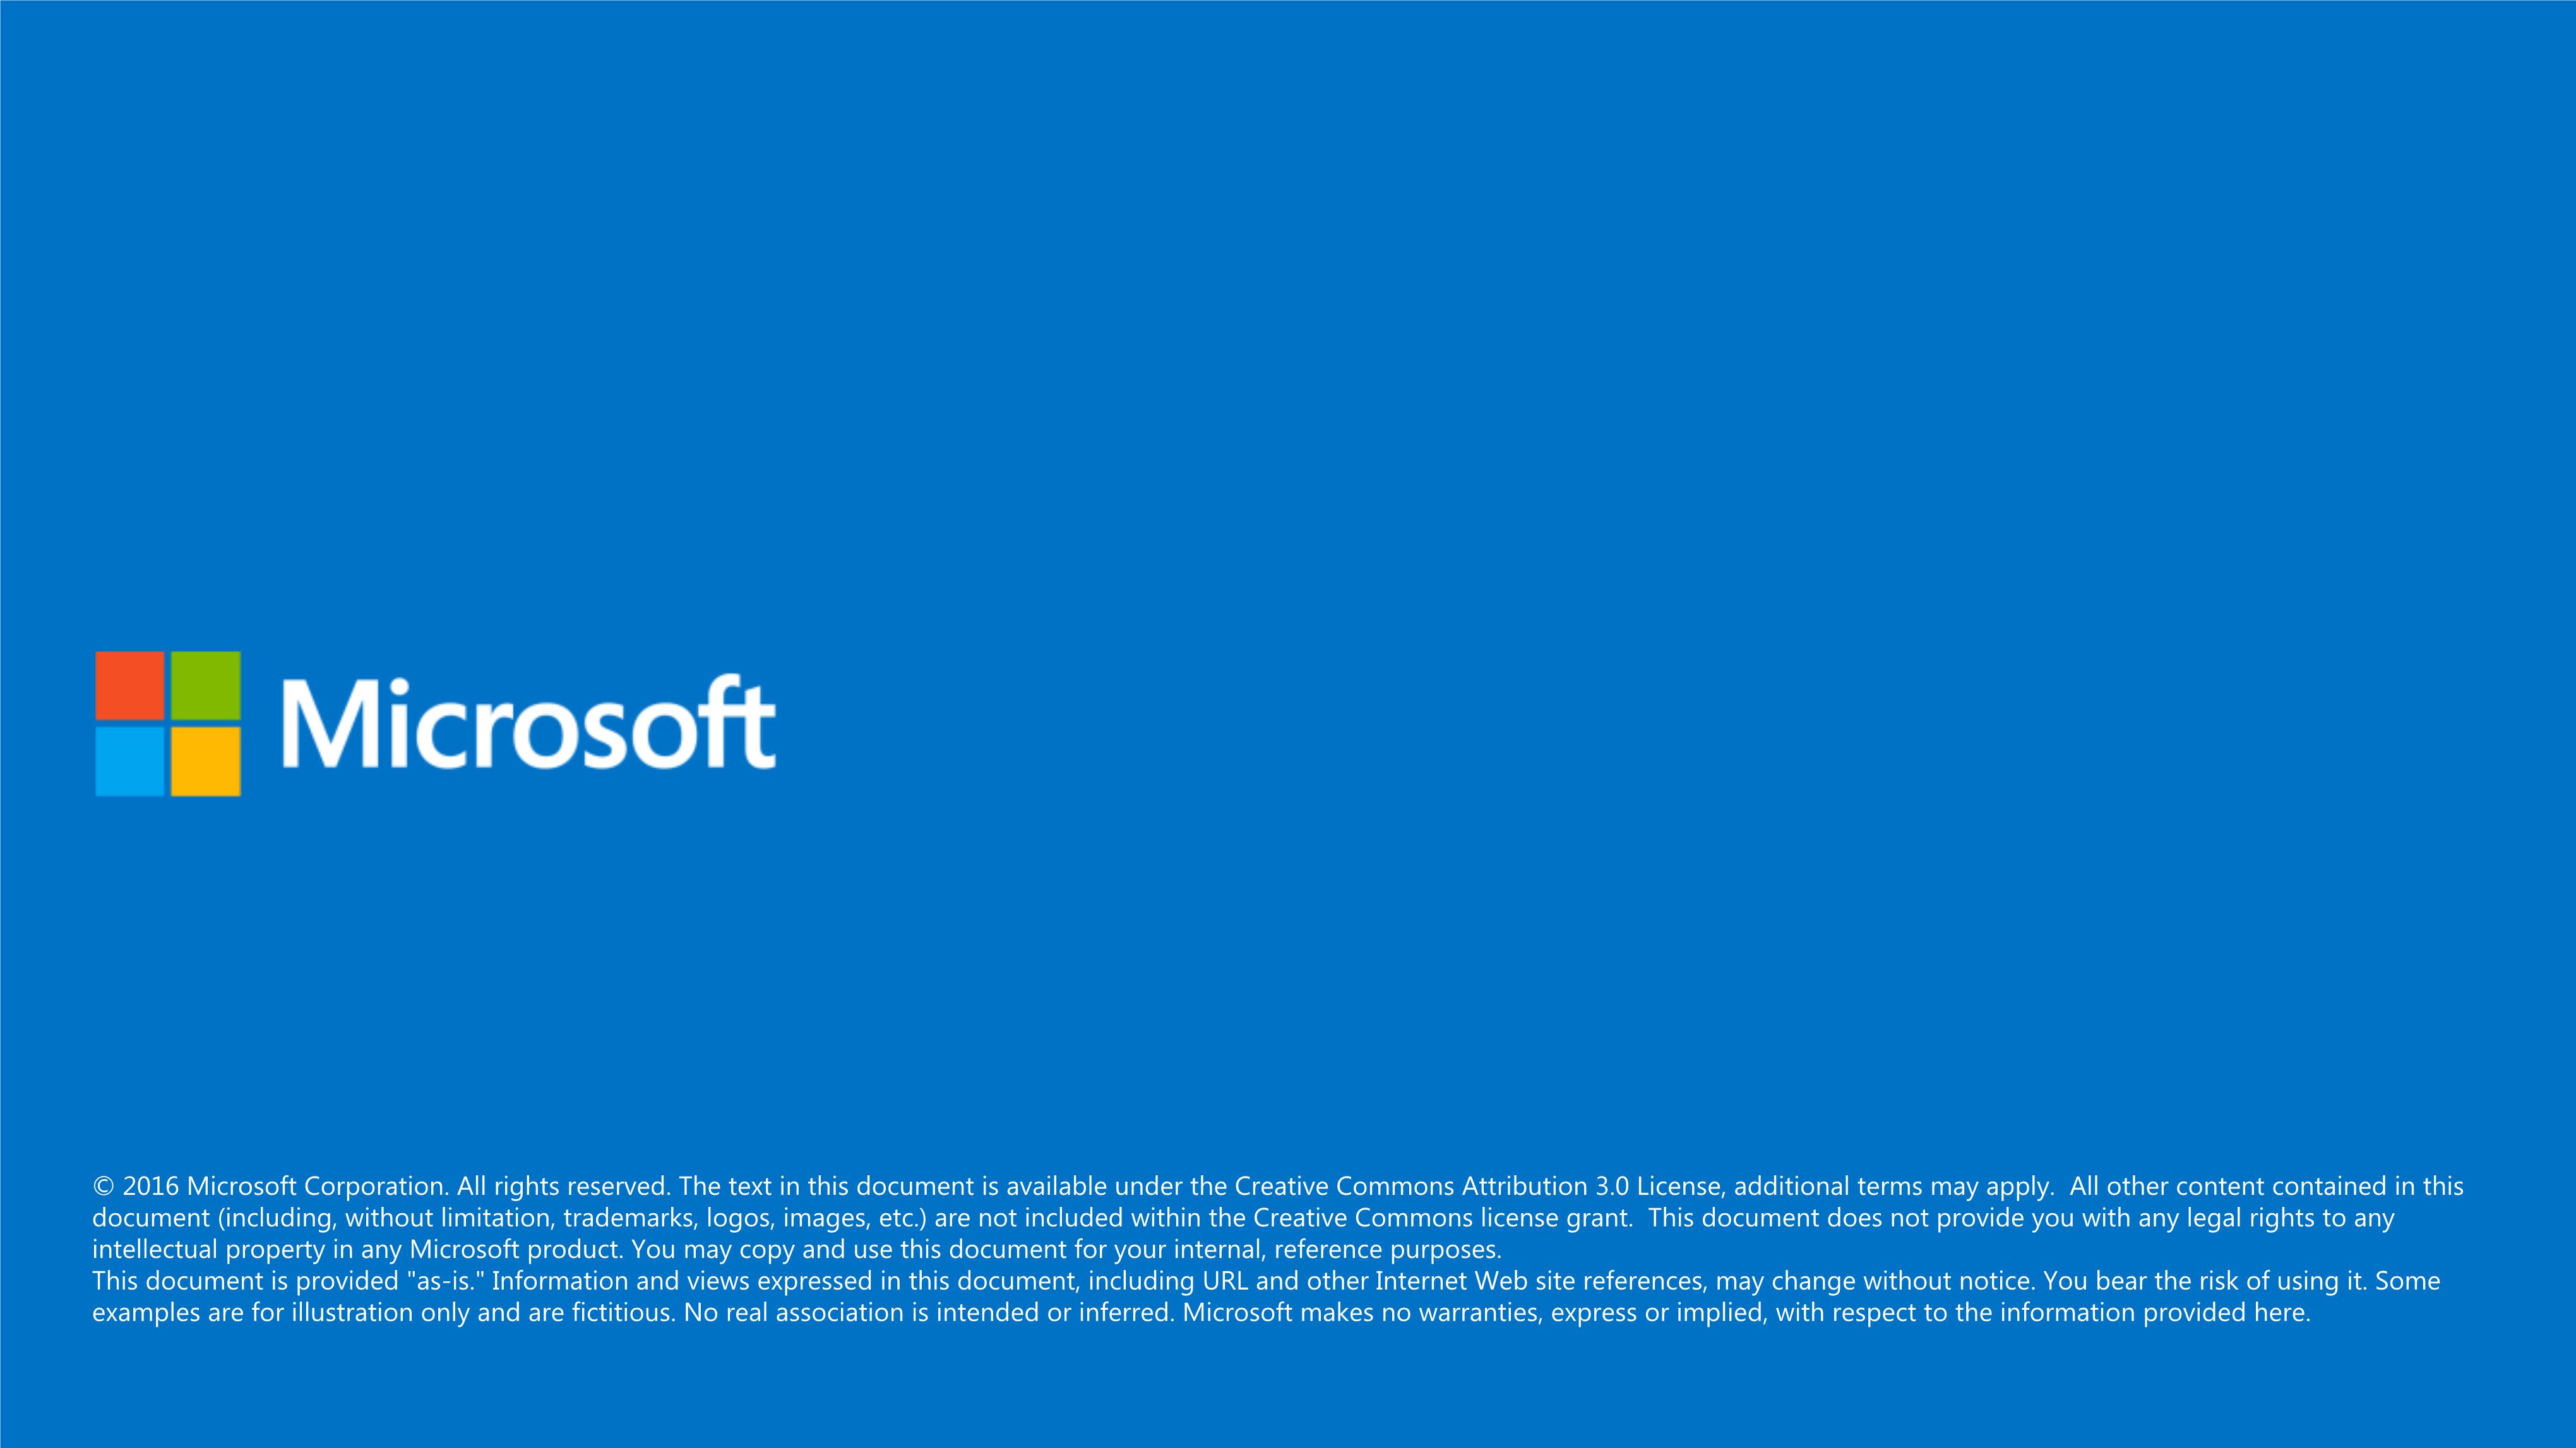 Microsoft
© 2016 Microsoft Corporation. All rights reserved. The text in this document is available under the Creative Commons Attribution 3.0 License, additional terms may apply.  All other content contained in this
document (including, without limitation, trademarks, logos, images, etc.) are not included within the Creative Commons license grant.  This document does not provide you with any legal rights to any
intellectual property in any Microsoft product. You may copy and use this document for your internal, reference purposes.
This document is provided "as-is." Information and views expressed in this document, including URL and other Internet Web site references, may change without notice. You bear the risk of using it. Some
examples are for illustration only and are fictitious. No real association is intended or inferred. Microsoft makes no warranties, express or implied, with respect to the information provided here.